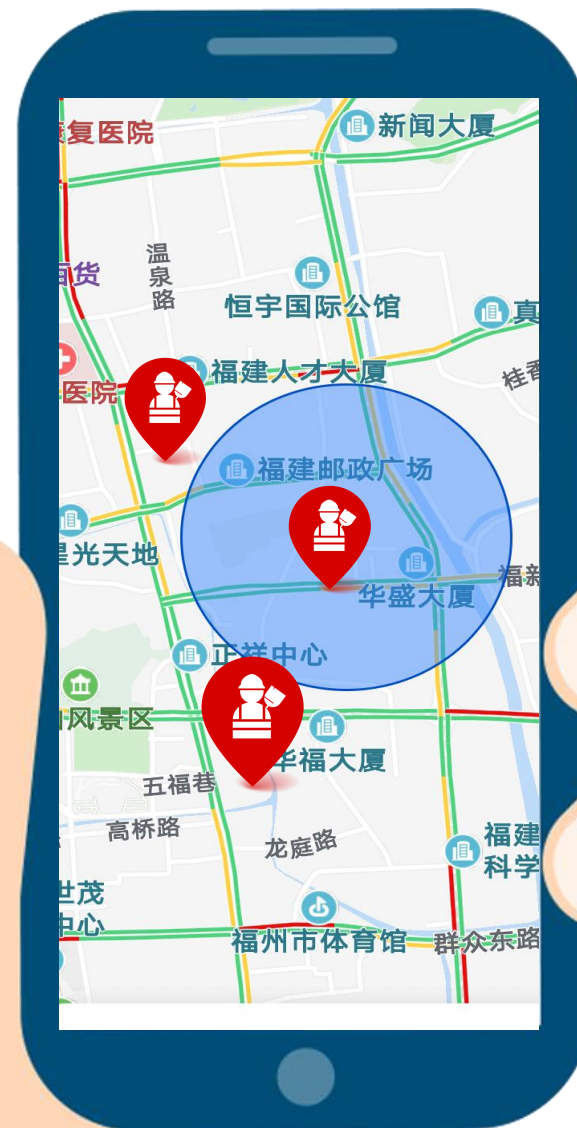 复医院
新闻大厦
温泉路
百货
恒宇国际公馆
真
福建人才大厦
医院
桂香
福建邮政广场
星光天地
华盛大厦
福新
正祥中心
风景区
华福大厦
五福巷
高桥路
龙庭路
福建
科学
世茂
中心
福州市体育馆
群众东路